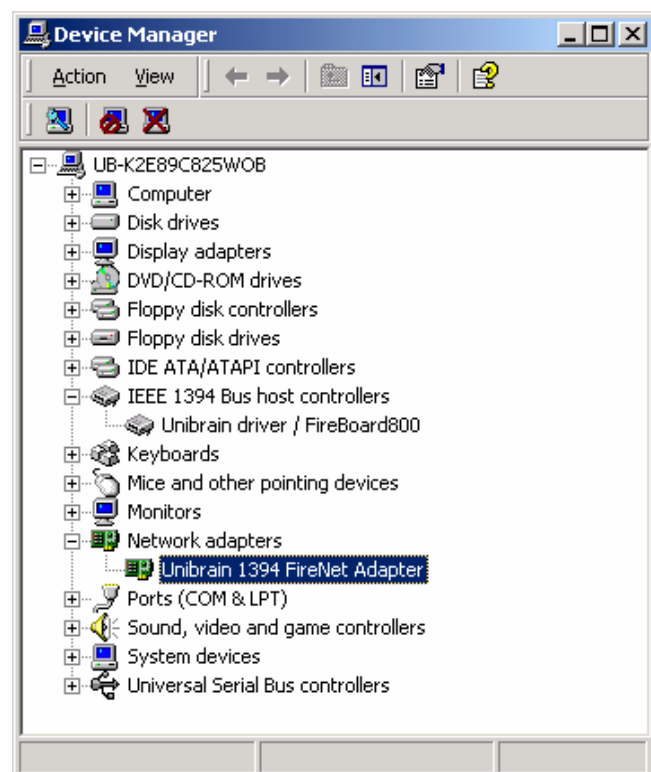 Device Manager
Action View
UB-K2E89C825WOB
Computer
Disk drives
Display adapters
DVD/CD-ROM drives
Floppy disk controllers
Floppy disk drives
IDE ATA/ATAPI controllers
IEEE 1394 Bus host controllers
Unibrain driver / FireBoard800
Keyboards
Mice and other pointing devices
Monitors
Network adapters
Unibrain 1394 FireNet Adapter
Ports (COM & LPT)
Sound, video and game controllers
System devices
Universal Serial Bus controllers